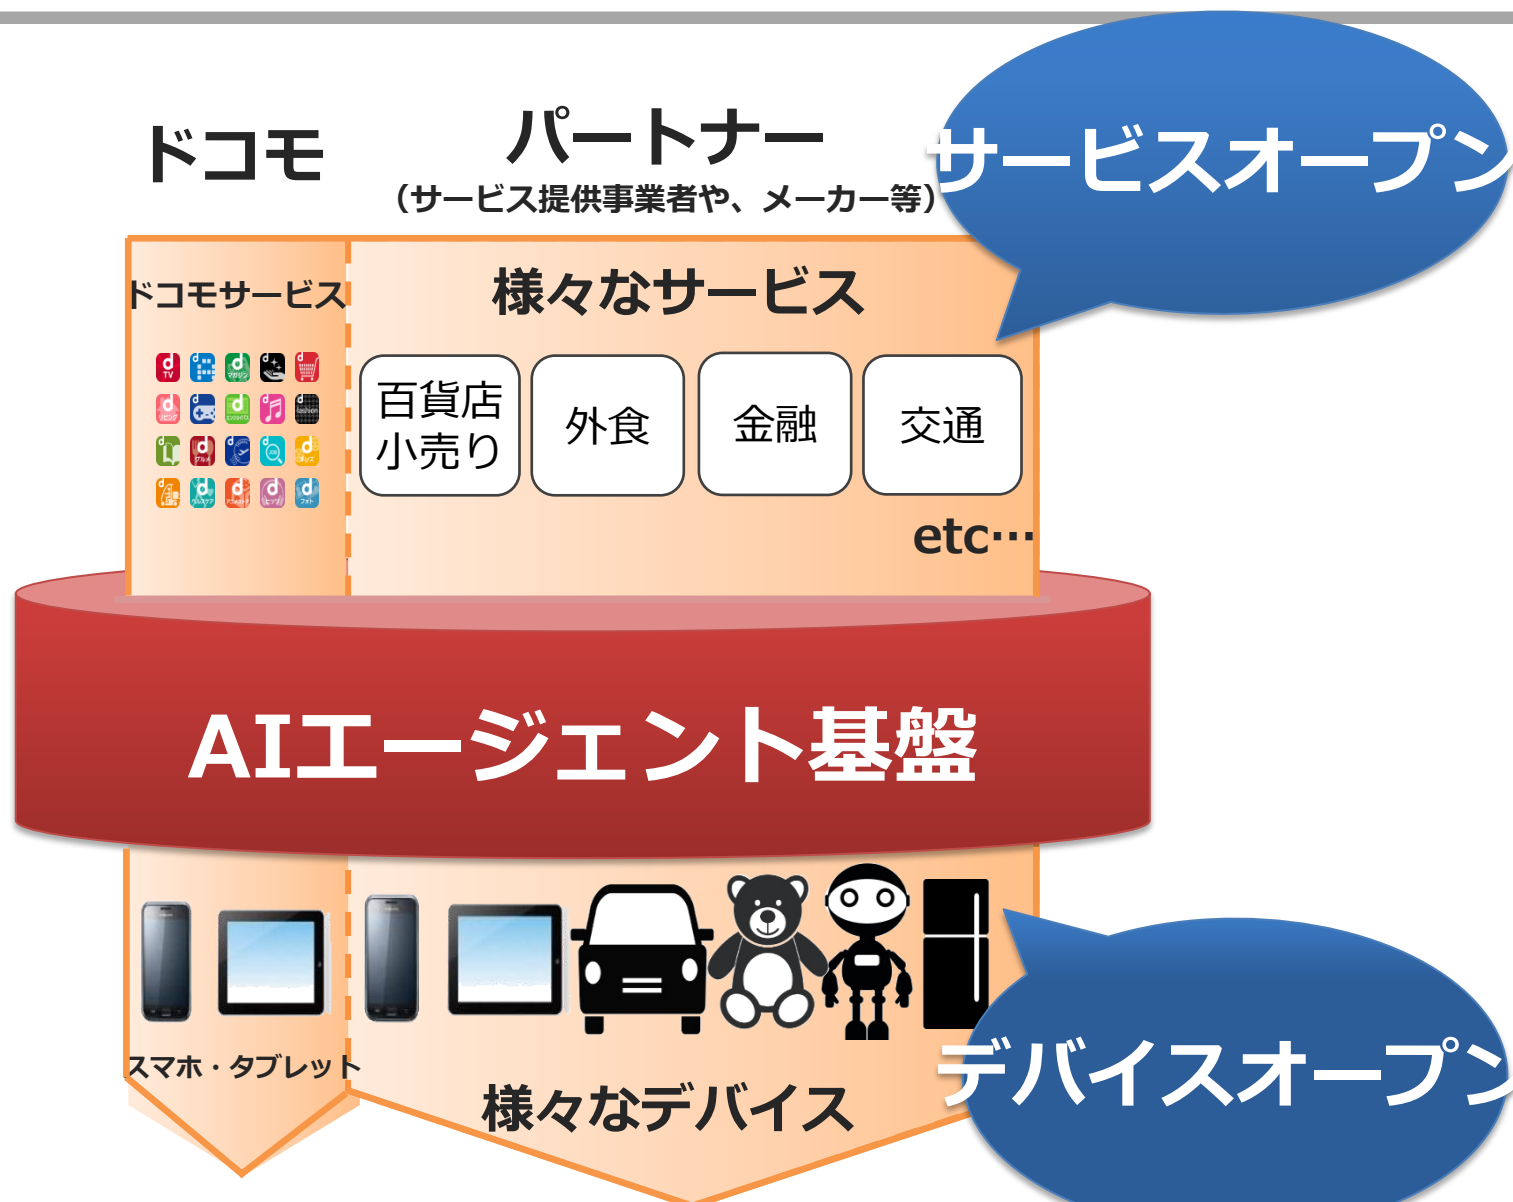 ドコモ
パートナー
（サービス提供事業者や、メーカー等）
サービスオープン
ドコモサービス
様々なサービス
百貨店
小売り
外食
金融
交通
etc…
AIエージェント基盤
スマホ・タブレット
様々なデバイス
デバイスオープン